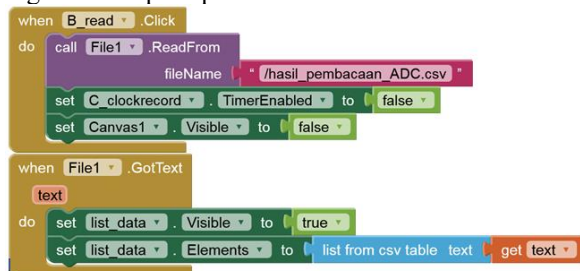 when B_read .Click
do call File1 .ReadFrom
fileName " /hasil_pembacaan_ADC.csv "
set C_clockrecord . TimerEnabled to false
set Canvas1 . Visible to false
when File1 .GotText
text
do set list_data . Visible to true
set list_data . Elements to list from csv table text get text